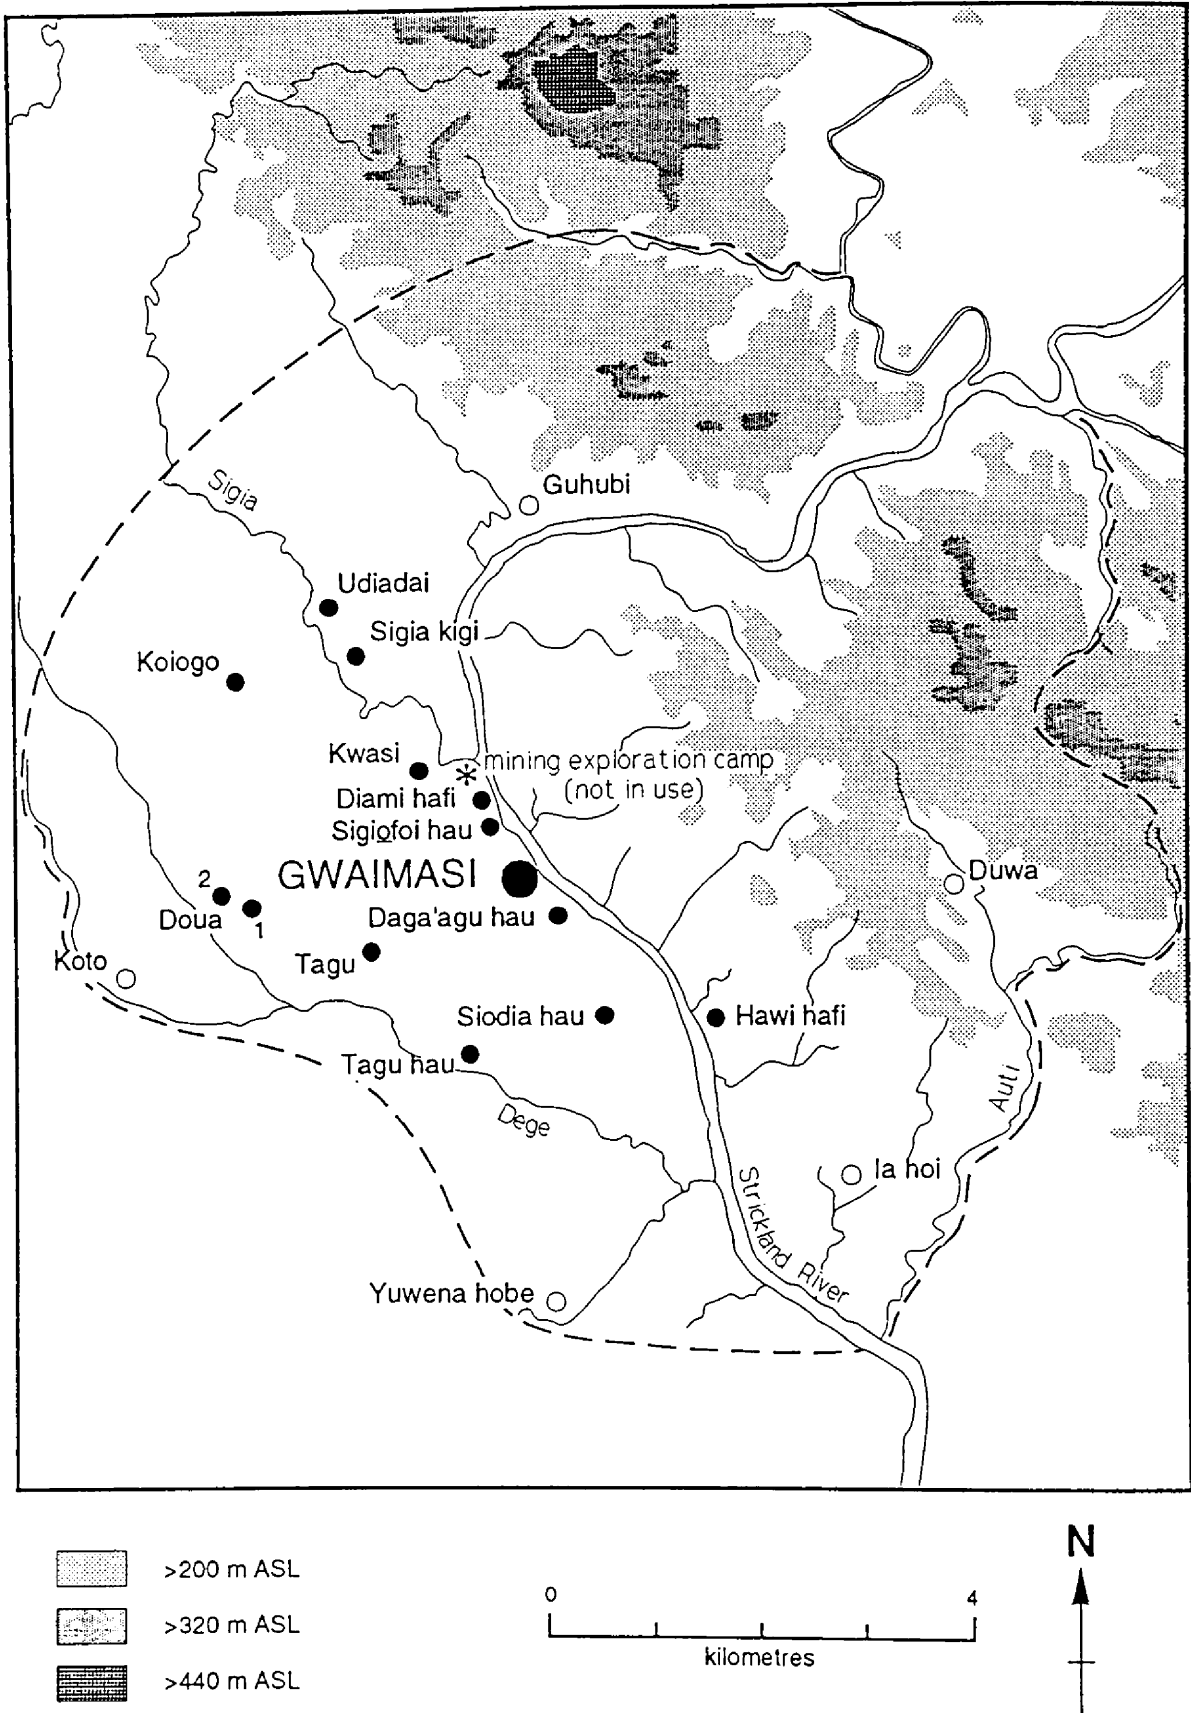 Guhubi
Sigia
Udiadai
Sigia kigi
Koiogo
Kwasi
mining exploration camp
(not in use)
Diami hafi
Sigiofoi hau
GWAIMASI
Duwa
2
Doua
1
Daga'agu hau
Koto
Tagu
Siodia hau
Hawi hafi
Tagu hau
Auti
Dege
Ia hoi
Strickland River
Yuwena hobe
N
>200 m ASL
0
4
>320 m ASL
kilometres
>440 m ASL